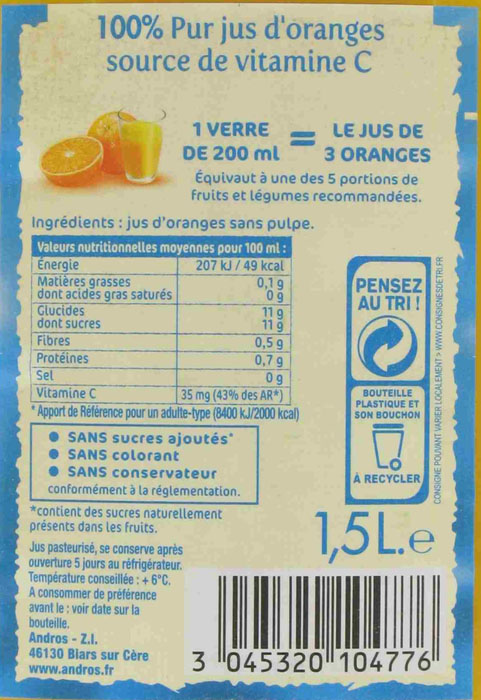 100% Pur jus d'oranges
source de vitamine C
1 VERRE
DE 200 ml
=
LE JUS DE
3 ORANGES
Équivaut à une des 5 portions de
fruits et légumes recommandées.
Ingrédients : jus d'oranges sans pulpe.
Valeurs nutritionnelles moyennes pour 100 ml :
Énergie 207 kJ / 49 kcal
Matières grasses 0,1 g
dont acides gras saturés 0 g
Glucides 11 g
dont sucres 11 g
Fibres 0,5 g
Protéines 0,7 g
Sel 0 g
Vitamine C 35 mg (43% des AR*)
* Apport de Référence pour un adulte-type (8400 kJ/2000 kcal)
● SANS sucres ajoutés*
● SANS colorant
● SANS conservateur
conformément à la réglementation.
*contient des sucres naturellement
présents dans les fruits.
Jus pasteurisé, se conserve après
ouverture 5 jours au réfrigérateur.
Température conseillée : + 6°C.
A consommer de préférence
avant le : voir date sur la
bouteille.
Andros - Z.I.
46130 Biars sur Cère
www.andros.fr
PENSEZ
AU TRI !
BOUTEILLE
PLASTIQUE ET
SON BOUCHON
À RECYCLER
CONSIGNE POUVANT VARIER LOCALEMENT > WWW.CONSIGNESDETRI.FR
1,5L.e
3 045320 104776